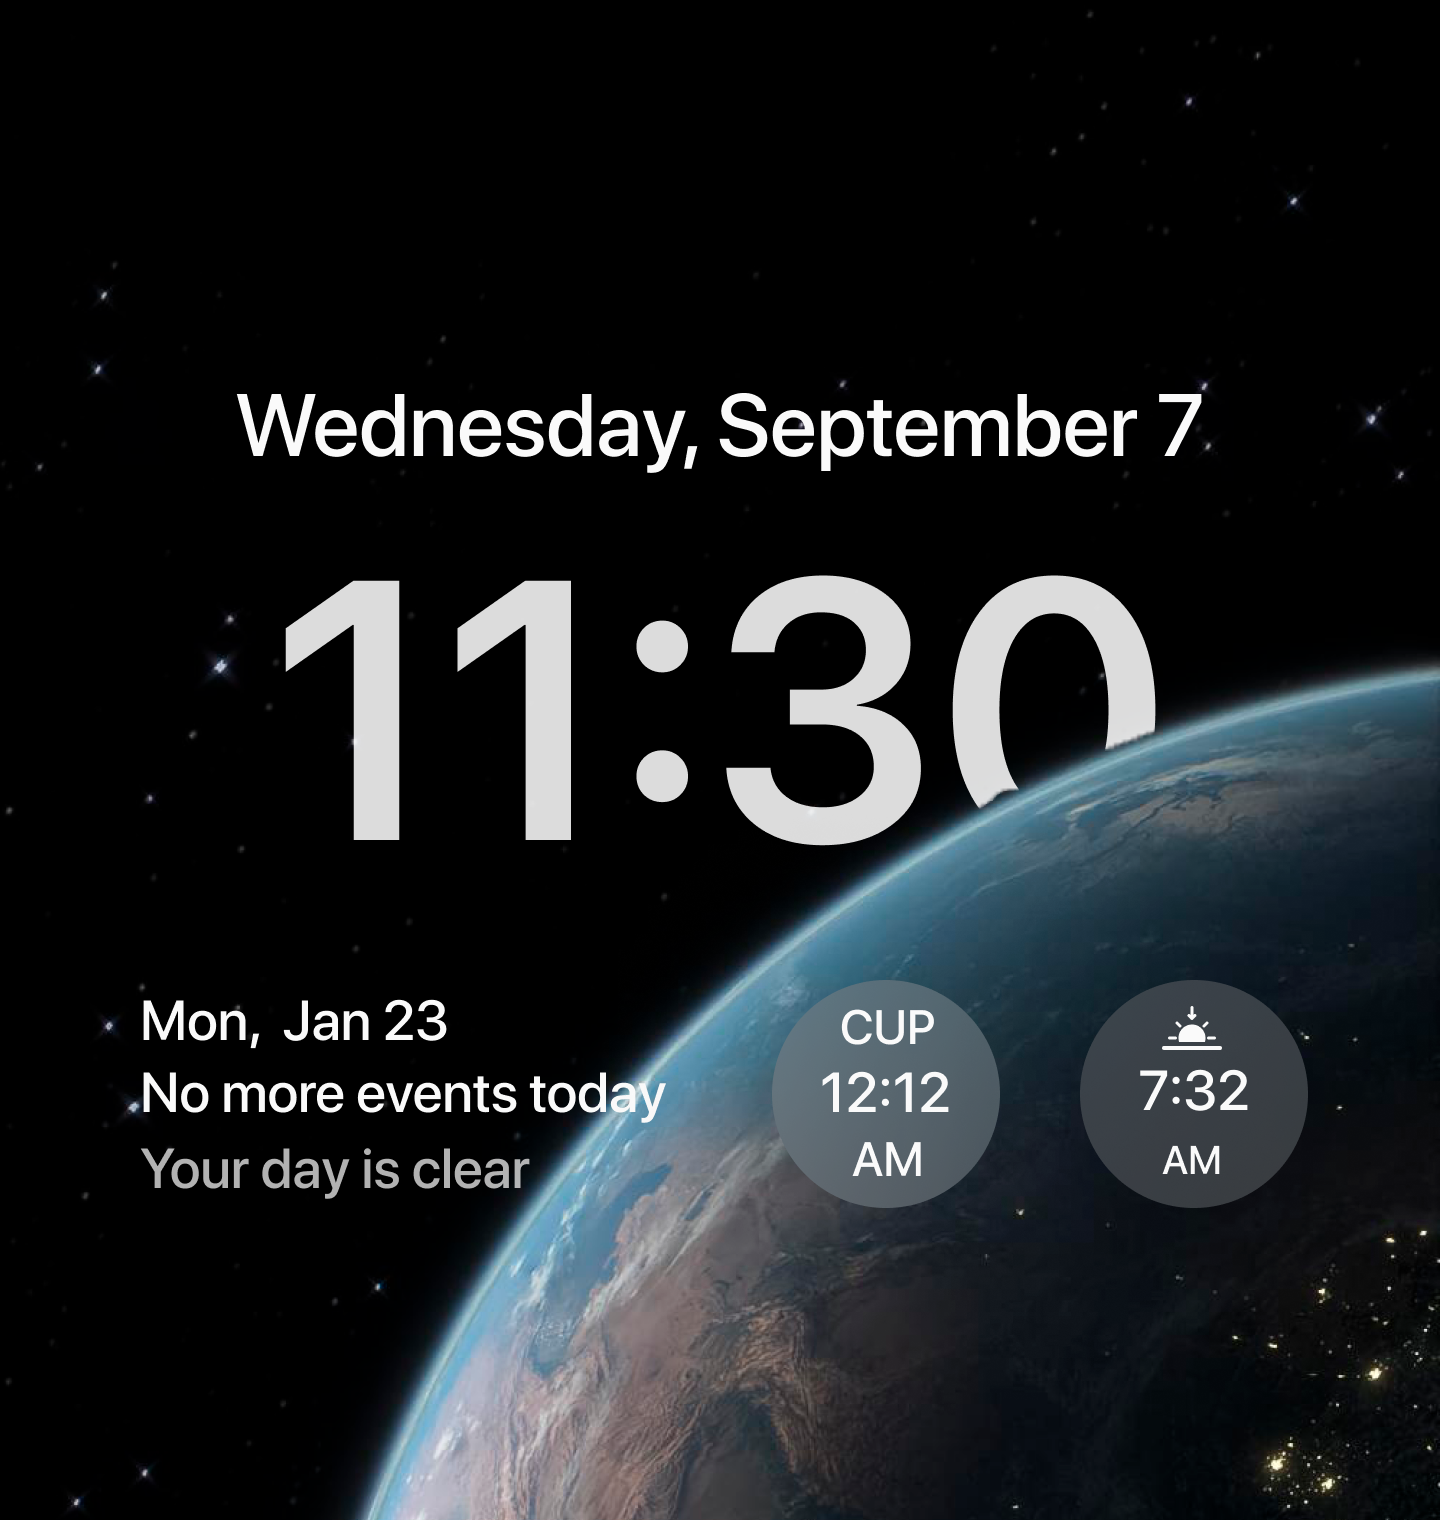 Wednesday, September 7
11:30
Mon, Jan 23
No more events today
Your day is clear
CUP
12:12
AM
7:32
AM